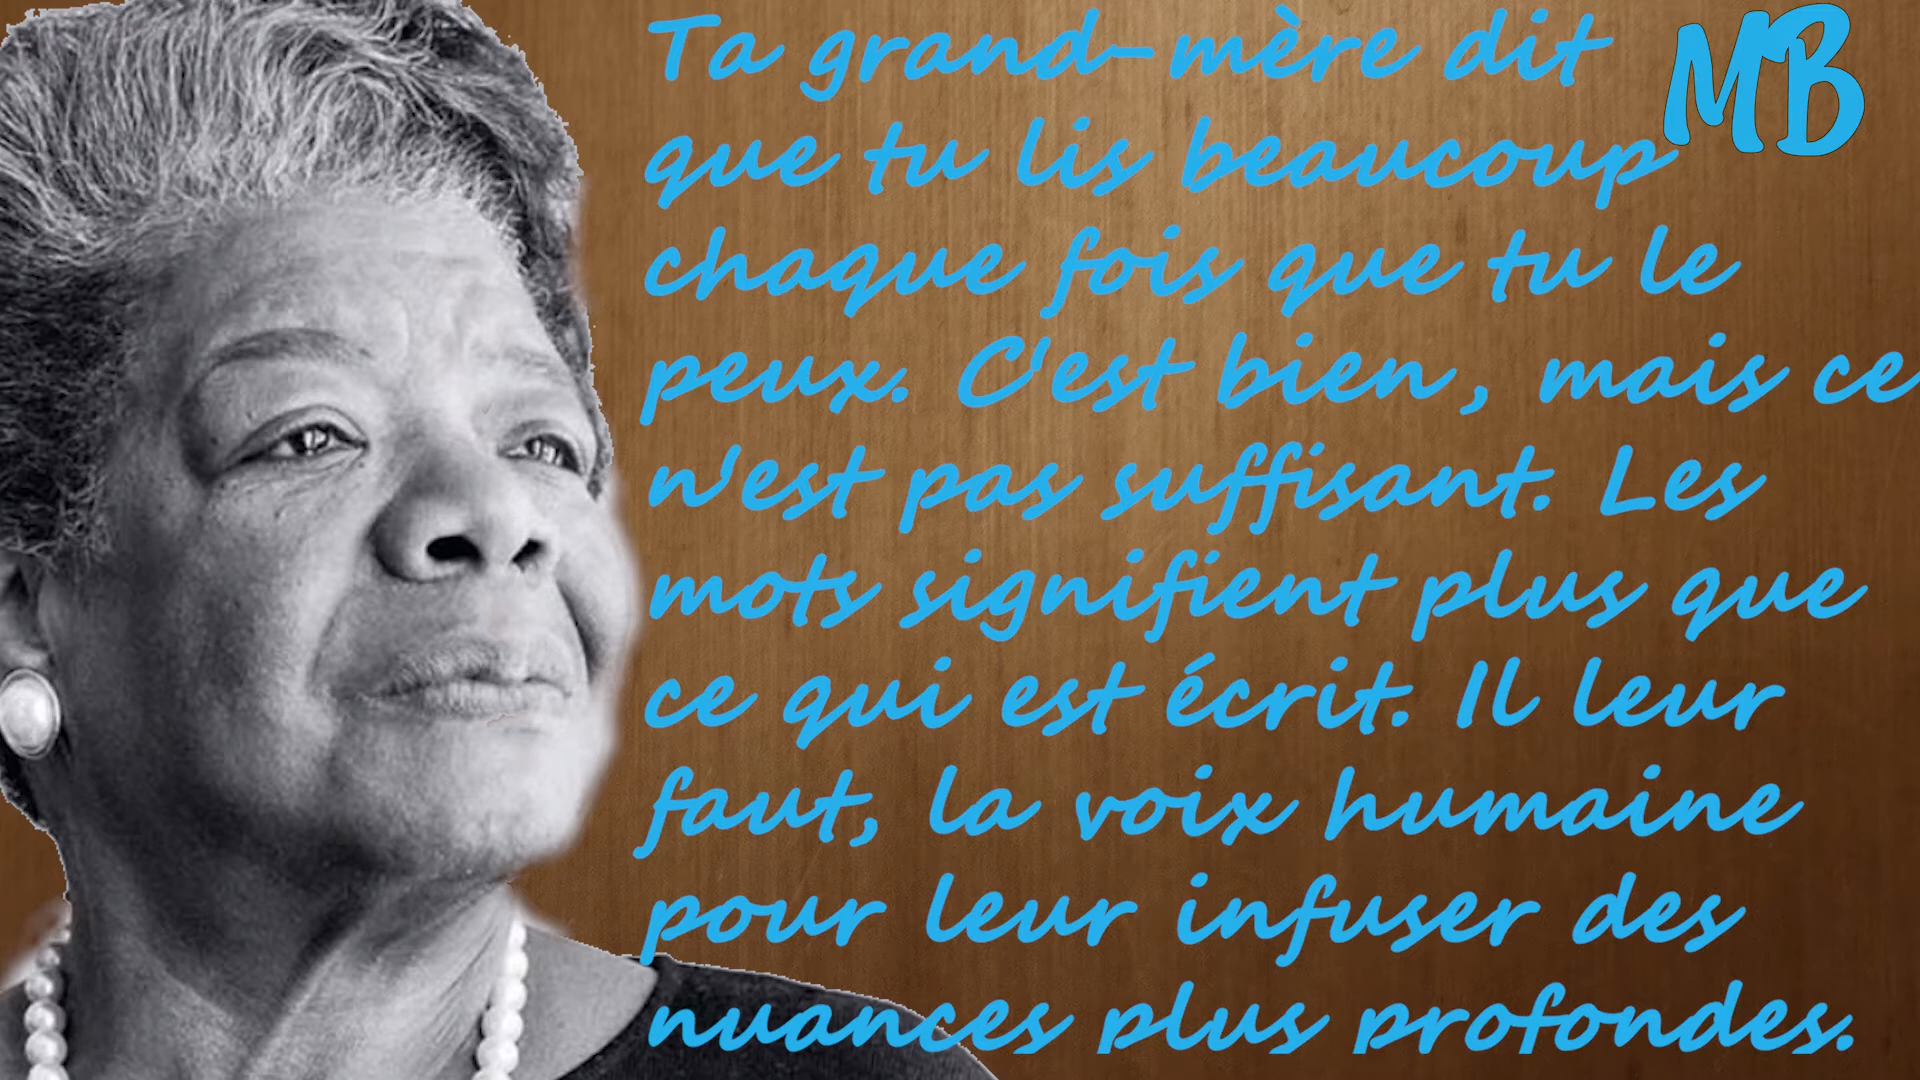 Ta grand-mère dit
MB
que tu lis beaucoup
chaque fois que tu le
peux. C'est bien, mais ce
n'est pas suffisant. Les
mots signifient plus que
ce qui est écrit. Il leur
faut, la voix humaine
pour leur infuser des
nuances plus profondes.